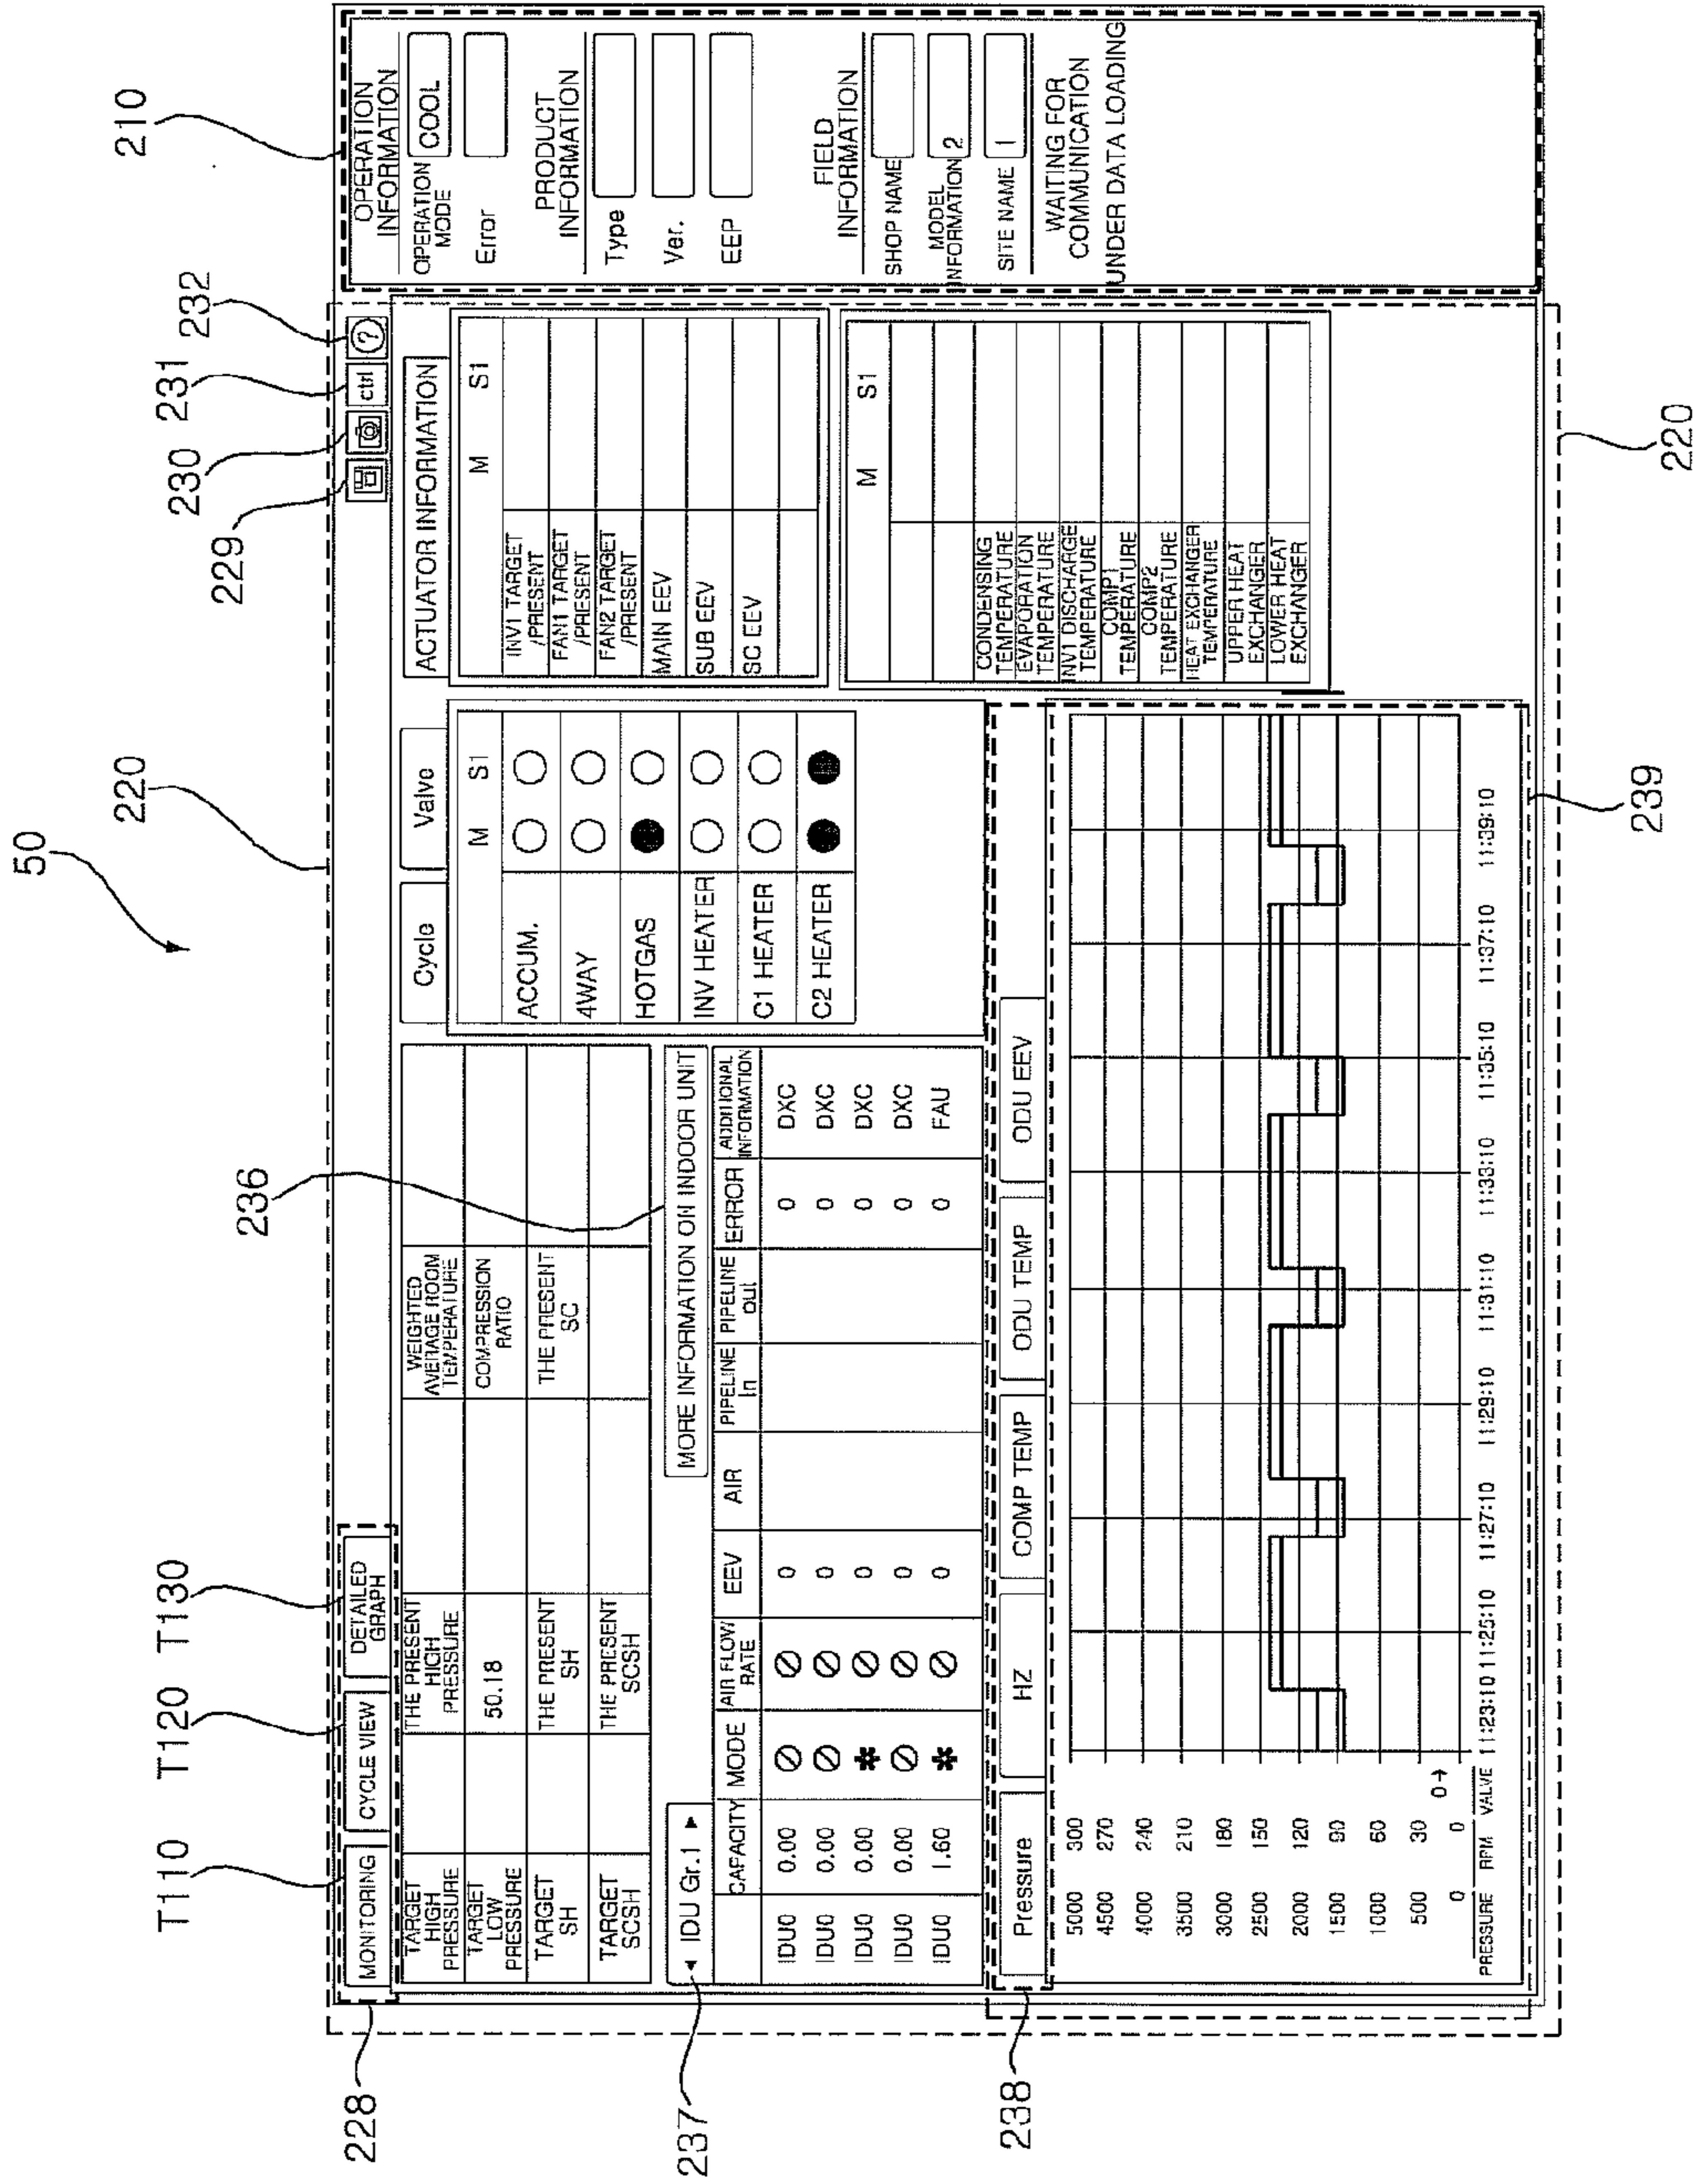 50
T110 T120 T130
236
220
229 230 231 232
210
228
MONITORING
CYCLE VIEW
DETAILED
GRAPH
ctrl
?
TARGET
HIGH
PRESSURE
THE PRESENT
HIGH
PRESSURE
WEIGHTED
AVERAGE ROOM
TEMPERATURE
TARGET
LOW
PRESSURE
50.18
COMPRESSION
RATIO
TARGET
SH
THE PRESENT
SH
THE PRESENT
SC
TARGET
SCSH
THE PRESENT
SCSH
237
◄ IDU Gr.1 ►
MORE INFORMATION ON INDOOR UNIT
CAPACITY MODE AIR FLOW RATE EEV AIR PIPELINE In PIPELINE out ERROR ADDITIONAL INFORMATION
IDU0 0.00 0 0 DXC
IDU0 0.00 0 0 DXC
IDU0 0.00 0 0 DXC
IDU0 0.00 0 0 DXC
IDU0 1.60 0 0 FAU
Cycle Valve
M S1
ACCUM.
4WAY
HOTGAS
INV HEATER
C1 HEATER
C2 HEATER
ACTUATOR INFORMATION
M S1
INV1 TARGET
/PRESENT
FAN1 TARGET
/PRESENT
FAN2 TARGET
/PRESENT
MAIN EEV
SUB EEV
SC EEV
M S1
CONDENSING
TEMPERATURE
EVAPORATION
TEMPERATURE
INV1 DISCHARGE
TEMPERATURE
COMP1
TEMPERATURE
COMP2
TEMPERATURE
HEAT EXCHANGER
TEMPERATURE
UPPER HEAT
EXCHANGER
LOWER HEAT
EXCHANGER
OPERATION
INFORMATION
OPERATION
MODE
COOL
Error
PRODUCT
INFORMATION
Type
Ver.
EEP
FIELD
INFORMATION
SHOP NAME
MODEL
INFORMATION
2
SITE NAME
1
WAITING FOR
COMMUNICATION
UNDER DATA LOADING
238
Pressure HZ COMP TEMP ODU TEMP ODU EEV
5000 300
4500 270
4000 240
3500 210
3000 180
2500 150
2000 120
1500 90
1000 60
500 30
0→
0 0
PRESSURE RPM VALVE
11:23:10 11:25:10 11:27:10 11:29:10 11:31:10 11:33:10 11:35:10 11:37:10 11:39:10
239
220